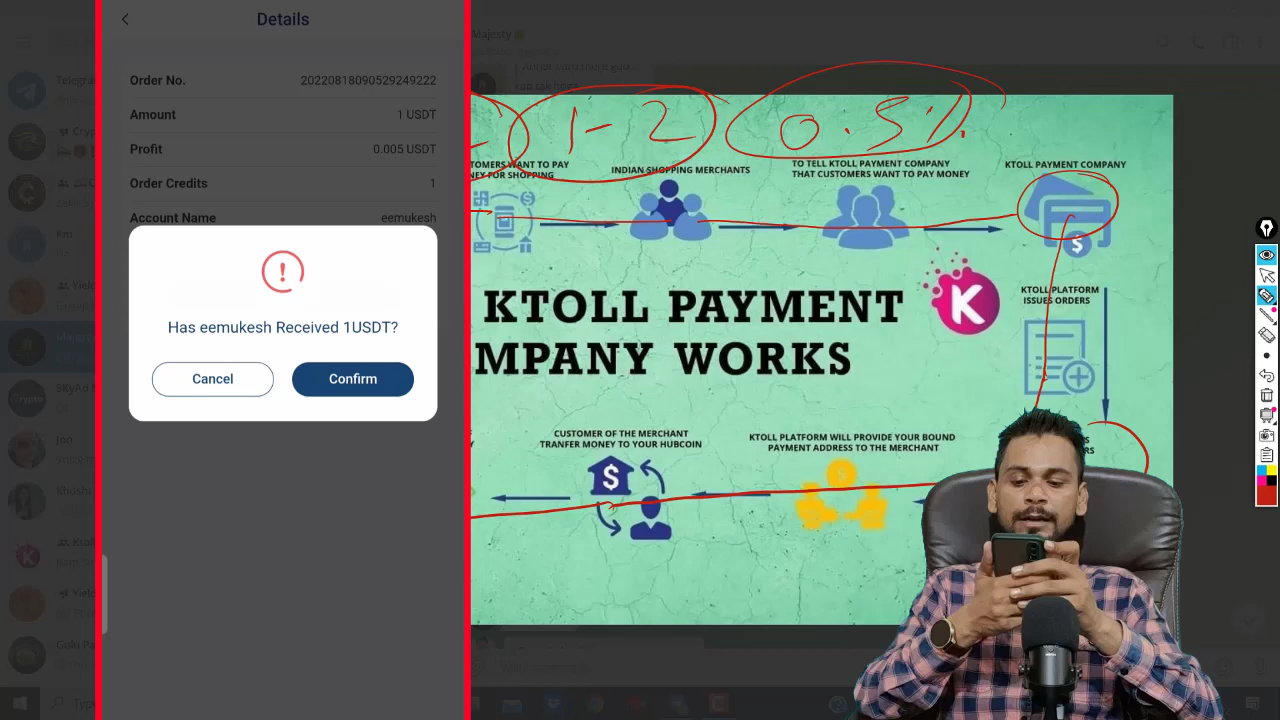 Details
Order No. 20220818090529249222
Amount 1 USDT
Profit 0.005 USDT
Order Credits 1
Account Name eemukesh
Has eemukesh Received 1USDT?
Cancel Confirm
Majesty
1-2 0.5%
TOMERS WANT TO PAY
NEY FOR SHOPPING
INDIAN SHOPPING MERCHANTS
TO TELL KTOLL PAYMENT COMPANY
THAT CUSTOMERS WANT TO PAY MONEY
KTOLL PAYMENT COMPANY
KTOLL PAYMENT
MPANY WORKS
K
KTOLL PLATFORM
ISSUES ORDERS
CUSTOMER OF THE MERCHANT
TRANFER MONEY TO YOUR HUBCOIN
KTOLL PLATFORM WILL PROVIDE YOUR BOUND
PAYMENT ADDRESS TO THE MERCHANT
Telegra
Jon